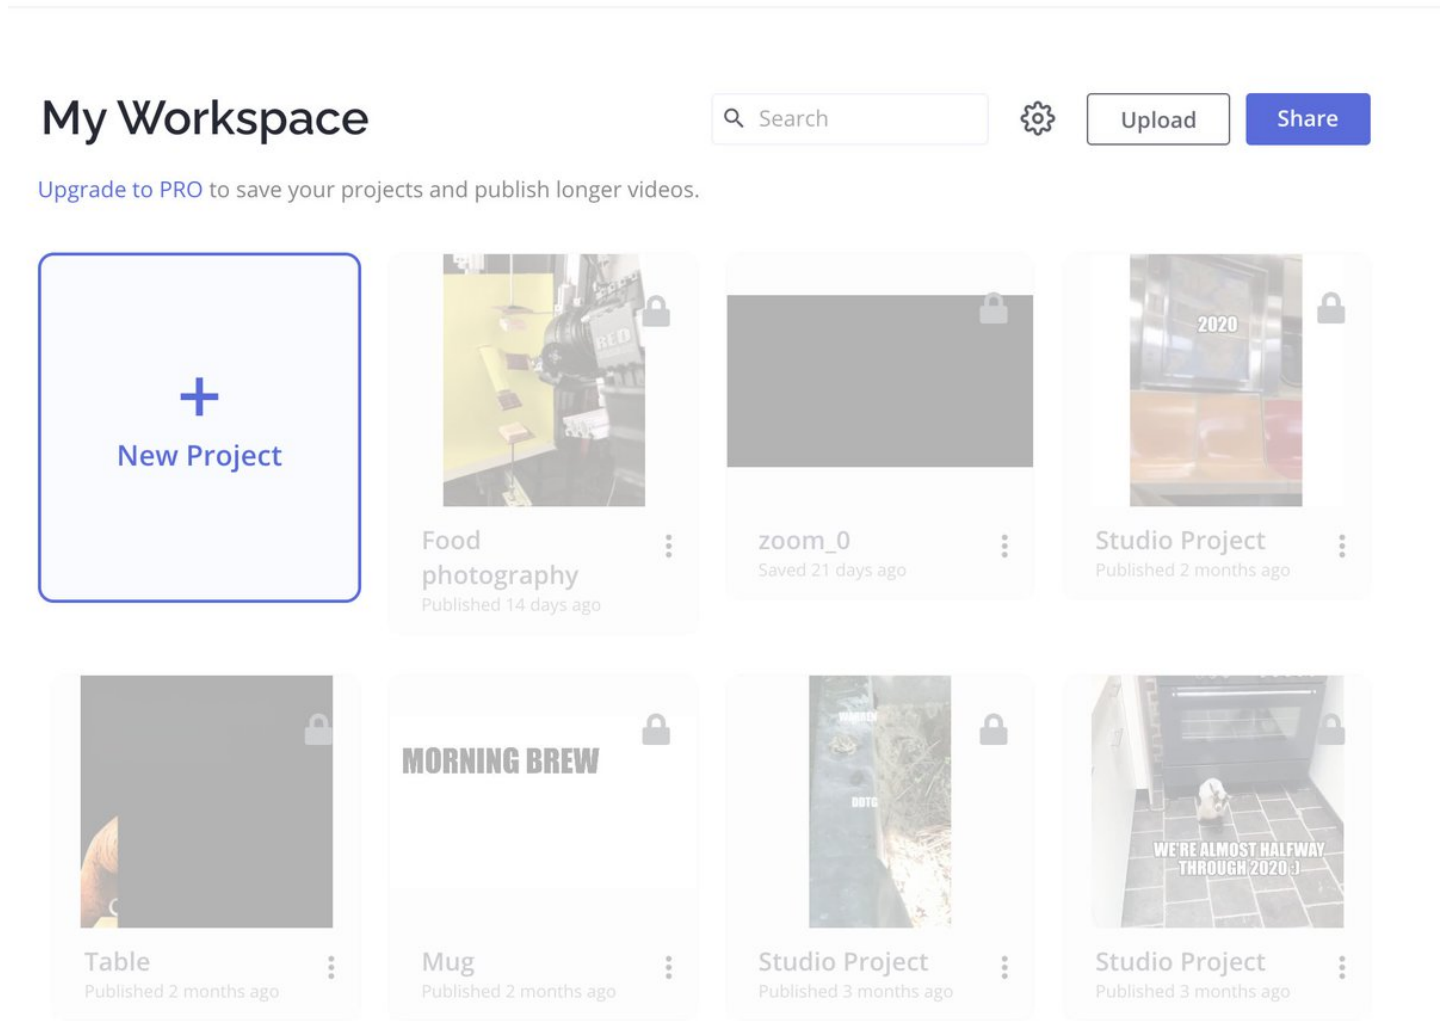 My Workspace
Search
Upload
Share
Upgrade to PRO to save your projects and publish longer videos.
+
New Project
RED
2020
Food
photography
Published 14 days ago
zoom_0
Saved 21 days ago
Studio Project
Published 2 months ago
MORNING BREW
WARREN
DOTC
WE'RE ALMOST HALFWAY
THROUGH 2020 :)
Table
Published 2 months ago
Mug
Published 2 months ago
Studio Project
Published 3 months ago
Studio Project
Published 3 months ago